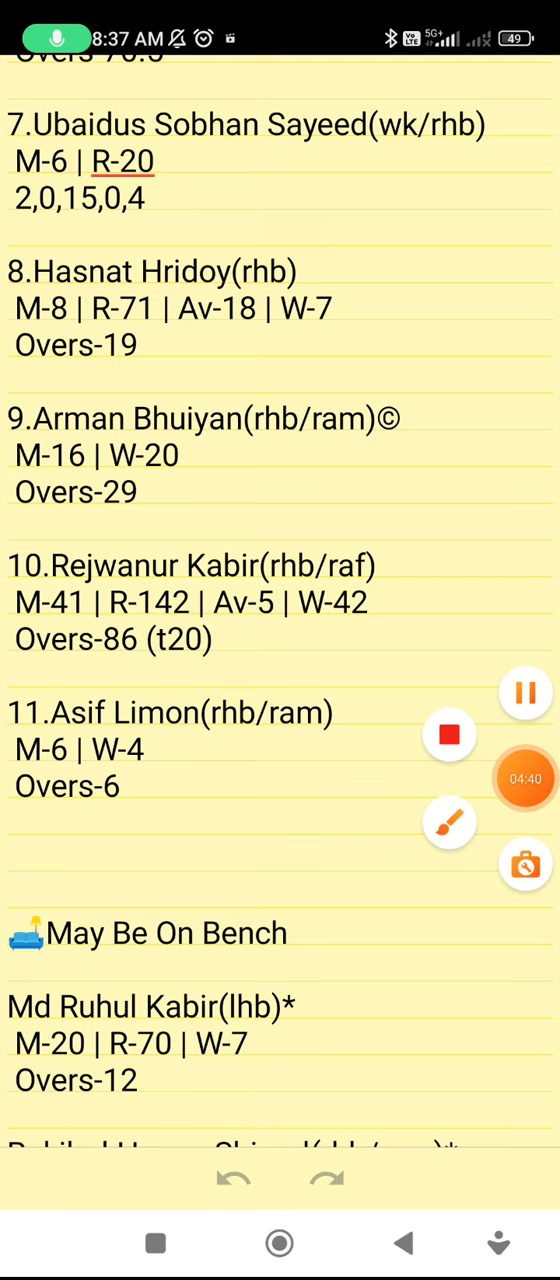 8:37 AM
5G+
Vo LTE
49
7.Ubaidus Sobhan Sayeed(wk/rhb)
M-6 | R-20
2,0,15,0,4
8.Hasnat Hridoy(rhb)
M-8 | R-71 | Av-18 | W-7
Overs-19
9.Arman Bhuiyan(rhb/ram)©
M-16 | W-20
Overs-29
10.Rejwanur Kabir(rhb/raf)
M-41 | R-142 | Av-5 | W-42
Overs-86 (t20)
11.Asif Limon(rhb/ram)
M-6 | W-4
Overs-6
04:40
🛋️May Be On Bench
Md Ruhul Kabir(lhb)*
M-20 | R-70 | W-7
Overs-12